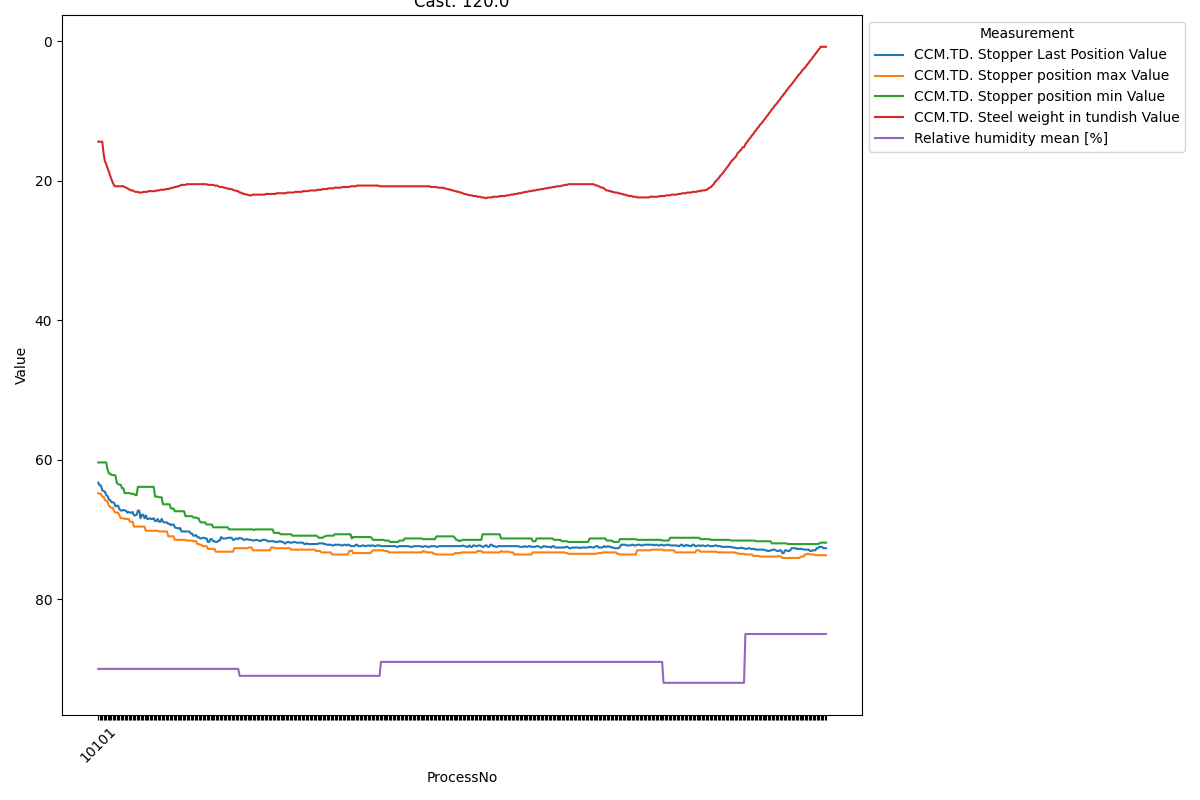 Cast: 120.0
0
20
40
60
80
Value
10101
ProcessNo
Measurement
CCM.TD. Stopper Last Position Value
CCM.TD. Stopper position max Value
CCM.TD. Stopper position min Value
CCM.TD. Steel weight in tundish Value
Relative humidity mean [%]